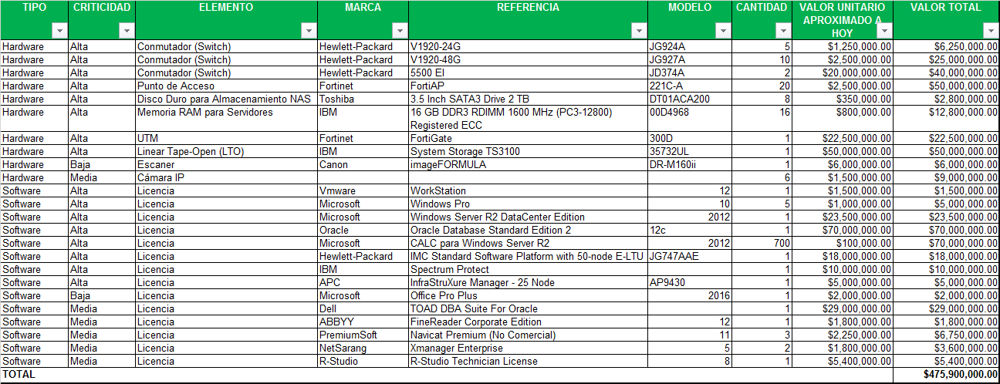 TIPO CRITICIDAD ELEMENTO MARCA REFERENCIA MODELO CANTIDAD VALOR UNITARIO APROXIMADO A HOY VALOR TOTAL
Hardware Alta Conmutador (Switch) Hewlett-Packard V1920-24G JG924A 5 $1,250,000.00 $6,250,000.00
Hardware Alta Conmutador (Switch) Hewlett-Packard V1920-48G JG927A 10 $2,500,000.00 $25,000,000.00
Hardware Alta Conmutador (Switch) Hewlett-Packard 5500 EI JD374A 2 $20,000,000.00 $40,000,000.00
Hardware Alta Punto de Acceso Fortinet FortiAP 221C-A 20 $2,500,000.00 $50,000,000.00
Hardware Alta Disco Duro para Almacenamiento NAS Toshiba 3.5 Inch SATA3 Drive 2 TB DT01ACA200 8 $350,000.00 $2,800,000.00
Hardware Alta Memoria RAM para Servidores IBM 16 GB DDR3 RDIMM 1600 MHz (PC3-12800) Registered ECC 00D4968 16 $800,000.00 $12,800,000.00
Hardware Alta UTM Fortinet FortiGate 300D 1 $22,500,000.00 $22,500,000.00
Hardware Alta Linear Tape-Open (LTO) IBM System Storage TS3100 35732UL 1 $50,000,000.00 $50,000,000.00
Hardware Baja Escaner Canon imageFORMULA DR-M160ii 1 $6,000,000.00 $6,000,000.00
Hardware Media Cámara IP 6 $1,500,000.00 $9,000,000.00
Software Alta Licencia Vmware WorkStation 12 1 $1,500,000.00 $1,500,000.00
Software Alta Licencia Microsoft Windows Pro 10 5 $1,000,000.00 $5,000,000.00
Software Alta Licencia Microsoft Windows Server R2 DataCenter Edition 2012 1 $23,500,000.00 $23,500,000.00
Software Alta Licencia Oracle Oracle Database Standard Edition 2 12c 1 $70,000,000.00 $70,000,000.00
Software Alta Licencia Microsoft CALC para Windows Server R2 2012 700 $100,000.00 $70,000,000.00
Software Alta Licencia Hewlett-Packard IMC Standard Software Platform with 50-node E-LTU JG747AAE 1 $18,000,000.00 $18,000,000.00
Software Alta Licencia IBM Spectrum Protect 1 $10,000,000.00 $10,000,000.00
Software Alta Licencia APC InfraStruXure Manager - 25 Node AP9430 1 $5,000,000.00 $5,000,000.00
Software Baja Licencia Microsoft Office Pro Plus 2016 1 $2,000,000.00 $2,000,000.00
Software Media Licencia Dell TOAD DBA Suite For Oracle 1 $29,000,000.00 $29,000,000.00
Software Media Licencia ABBYY FineReader Corporate Edition 12 1 $1,800,000.00 $1,800,000.00
Software Media Licencia PremiumSoft Navicat Premium (No Comercial) 11 3 $2,250,000.00 $6,750,000.00
Software Media Licencia NetSarang Xmanager Enterprise 5 2 $1,800,000.00 $3,600,000.00
Software Media Licencia R-Studio R-Studio Technician License 8 1 $5,400,000.00 $5,400,000.00
TOTAL $475,900,000.00